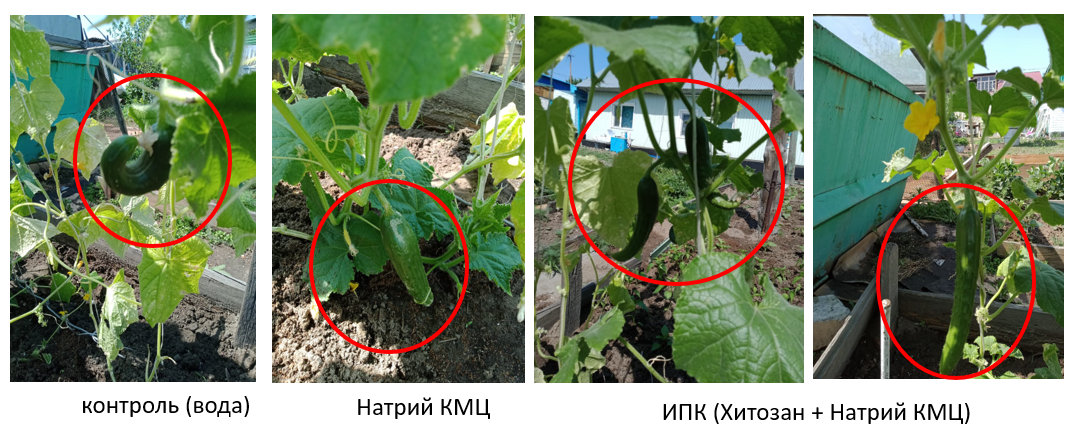 контроль (вода)
Натрий КМЦ
ИПК (Хитозан + Натрий КМЦ)